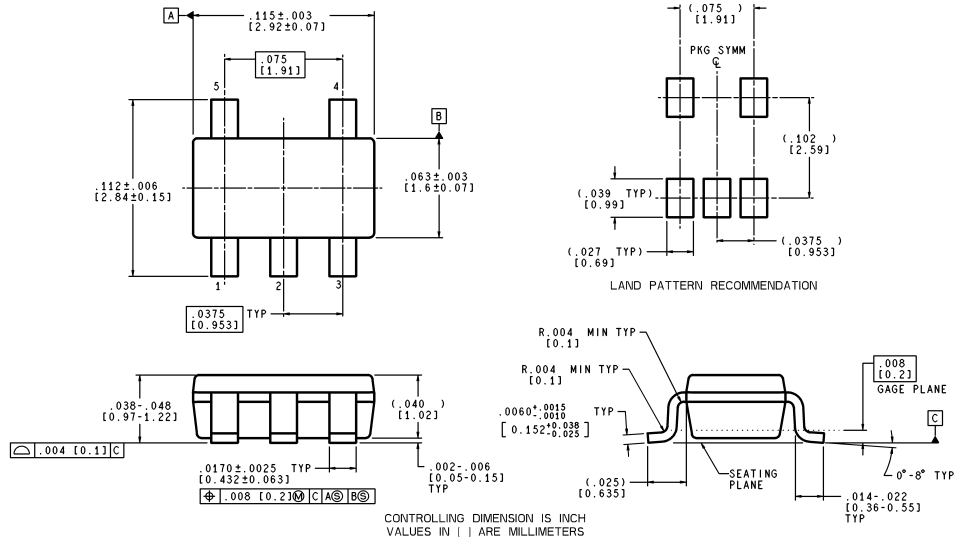 A
.115±.003
[2.92±0.07]
.075
[1.91]
5
4
B
.112±.006
[2.84±0.15]
.063±.003
[1.6±0.07]
1
2
3
.0375
[0.953]
TYP
(.075 )
[1.91]
PKG SYMM
℄
(.102 )
[2.59]
(.039 TYP)
[0.99]
(.027 TYP)
[0.69]
(.0375 )
[0.953]
LAND PATTERN RECOMMENDATION
.038-.048
[0.97-1.22]
(.040 )
[1.02]
⌓ .004 [0.1] C
.0170±.0025 TYP
[0.432±0.063]
⌖ .008 [0.2]Ⓜ C AⓈ BⓈ
.002-.006
[0.05-0.15]
TYP
R.004 MIN TYP
[0.1]
R.004 MIN TYP
[0.1]
.0060+.0015 -.0010 TYP
[0.152+0.038 -0.025]
.008
[0.2]
GAGE PLANE
C
SEATING
PLANE
0°-8° TYP
(.025)
[0.635]
.014-.022
[0.36-0.55]
TYP
CONTROLLING DIMENSION IS INCH
VALUES IN [ ] ARE MILLIMETERS